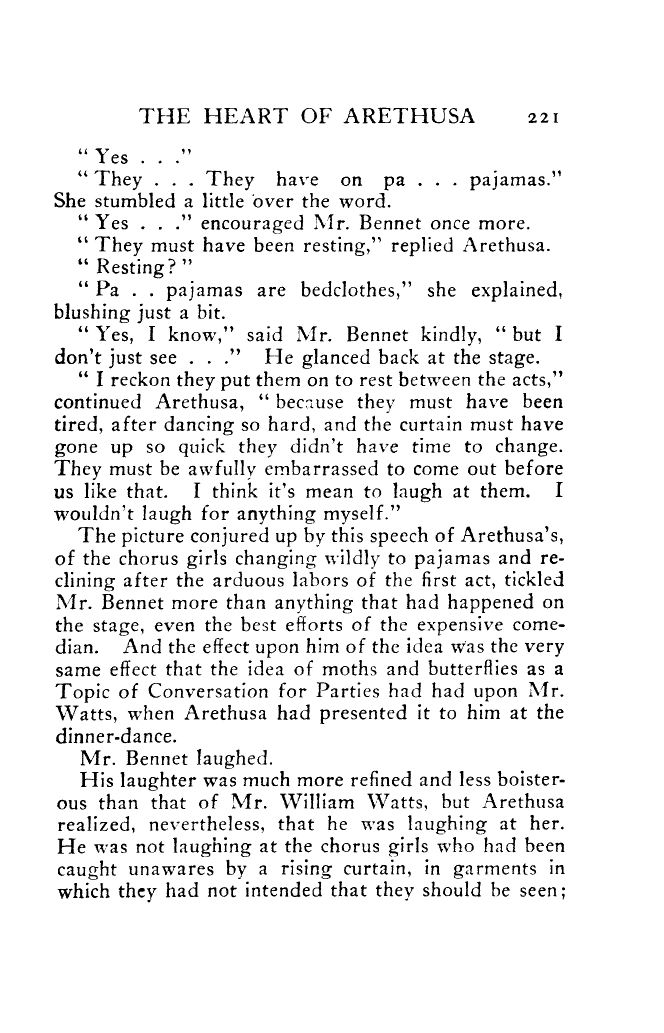 THE HEART OF ARETHUSA 221
" Yes . . ."
" They . . . They have on pa . . . pajamas."
She stumbled a little over the word.
" Yes . . ." encouraged Mr. Bennet once more.
" They must have been resting," replied Arethusa.
" Resting? "
" Pa . . pajamas are bedclothes," she explained,
blushing just a bit.
" Yes, I know," said Mr. Bennet kindly, " but I
don't just see . . ." He glanced back at the stage.
" I reckon they put them on to rest between the acts,"
continued Arethusa, " because they must have been
tired, after dancing so hard, and the curtain must have
gone up so quick they didn't have time to change.
They must be awfully embarrassed to come out before
us like that. I think it's mean to laugh at them. I
wouldn't laugh for anything myself."
The picture conjured up by this speech of Arethusa's,
of the chorus girls changing wildly to pajamas and re-
clining after the arduous labors of the first act, tickled
Mr. Bennet more than anything that had happened on
the stage, even the best efforts of the expensive come-
dian. And the effect upon him of the idea was the very
same effect that the idea of moths and butterflies as a
Topic of Conversation for Parties had had upon Mr.
Watts, when Arethusa had presented it to him at the
dinner-dance.
Mr. Bennet laughed.
His laughter was much more refined and less boister-
ous than that of Mr. William Watts, but Arethusa
realized, nevertheless, that he was laughing at her.
He was not laughing at the chorus girls who had been
caught unawares by a rising curtain, in garments in
which they had not intended that they should be seen;